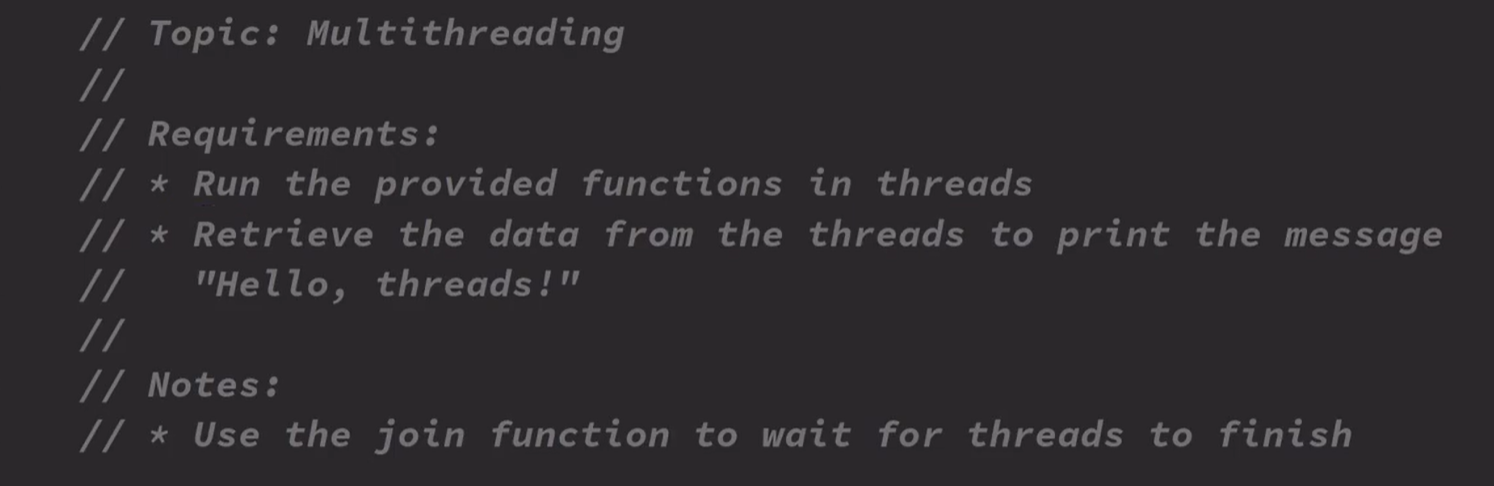 // Topic: Multithreading
//
// Requirements:
// * Run the provided functions in threads
// * Retrieve the data from the threads to print the message
//   "Hello, threads!"
//
// Notes:
// * Use the join function to wait for threads to finish